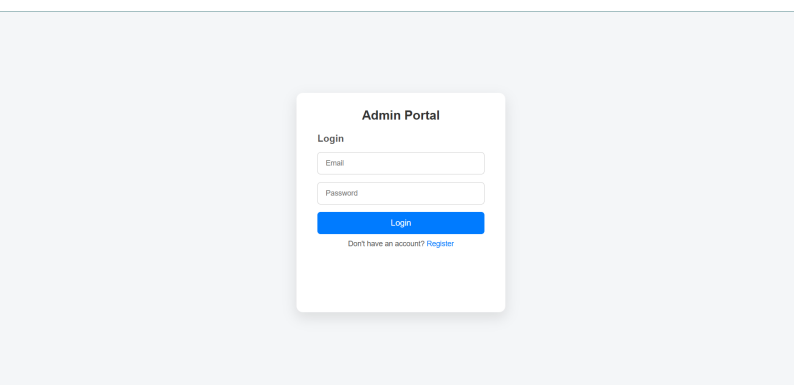 Admin Portal
Login
Email
Password
Login
Don't have an account? Register